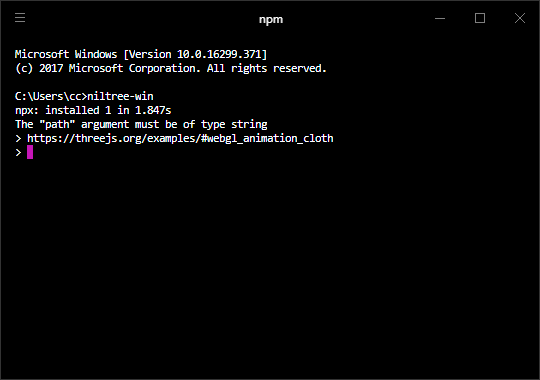 npm
Microsoft Windows [Version 10.0.16299.371]
(c) 2017 Microsoft Corporation. All rights reserved.
C:\Users\cc>niltree-win
npx: installed 1 in 1.847s
The "path" argument must be of type string
> https://threejs.org/examples/#webgl_animation_cloth
>